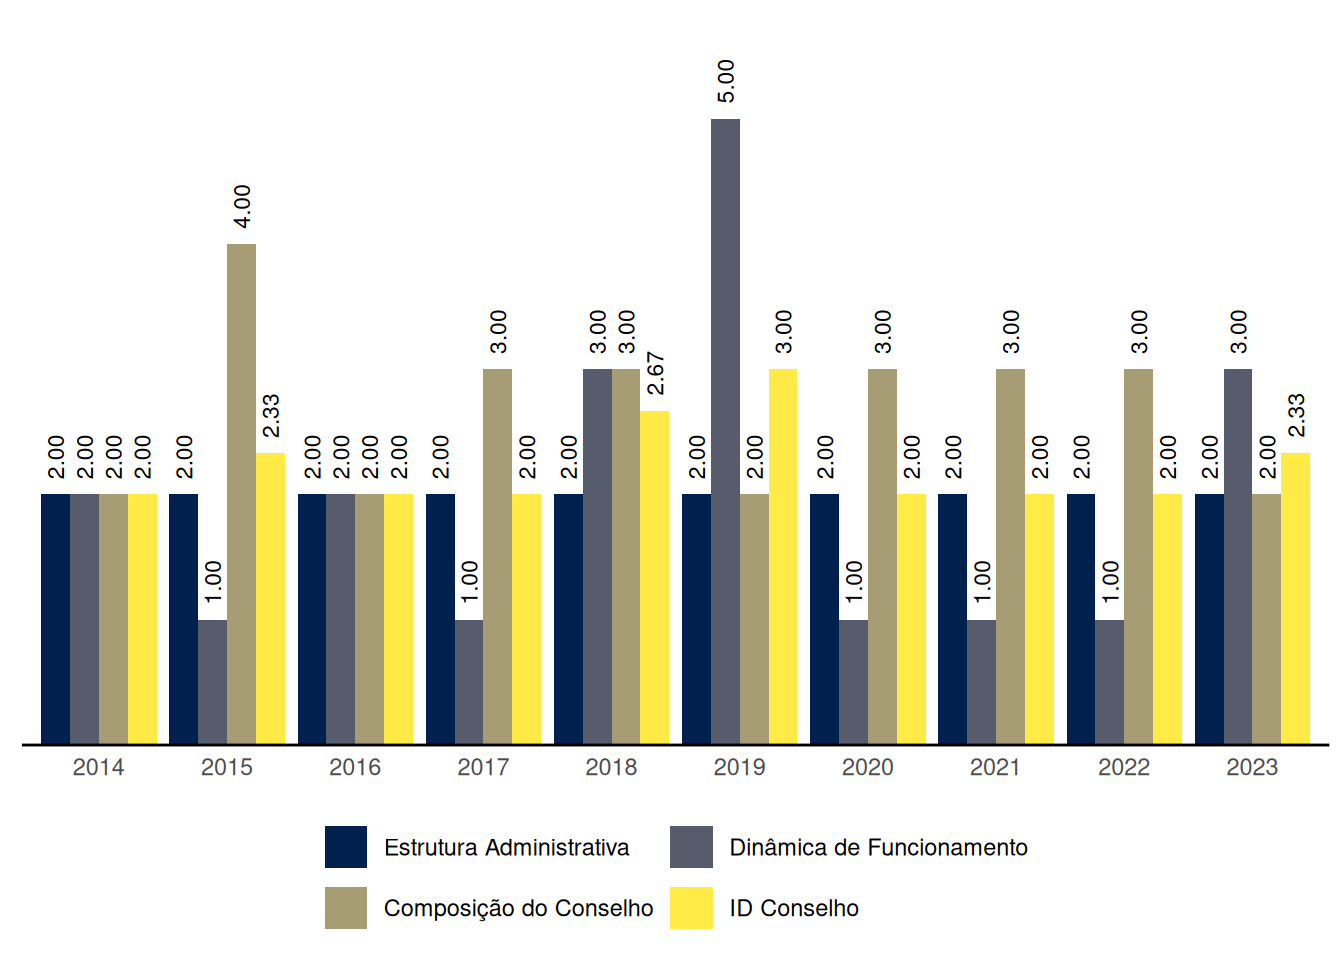 5.00
4.00
3.00 3.00 3.00 3.00 3.00 3.00 3.00 3.00
2.67
2.33 2.33
2.00 2.00 2.00 2.00 2.00 2.00 2.00 2.00 2.00 2.00 2.00 2.00 2.00 2.00 2.00 2.00 2.00 2.00 2.00 2.00 2.00
1.00 1.00 1.00 1.00 1.00
2014 2015 2016 2017 2018 2019 2020 2021 2022 2023
Estrutura Administrativa Dinâmica de Funcionamento
Composição do Conselho ID Conselho